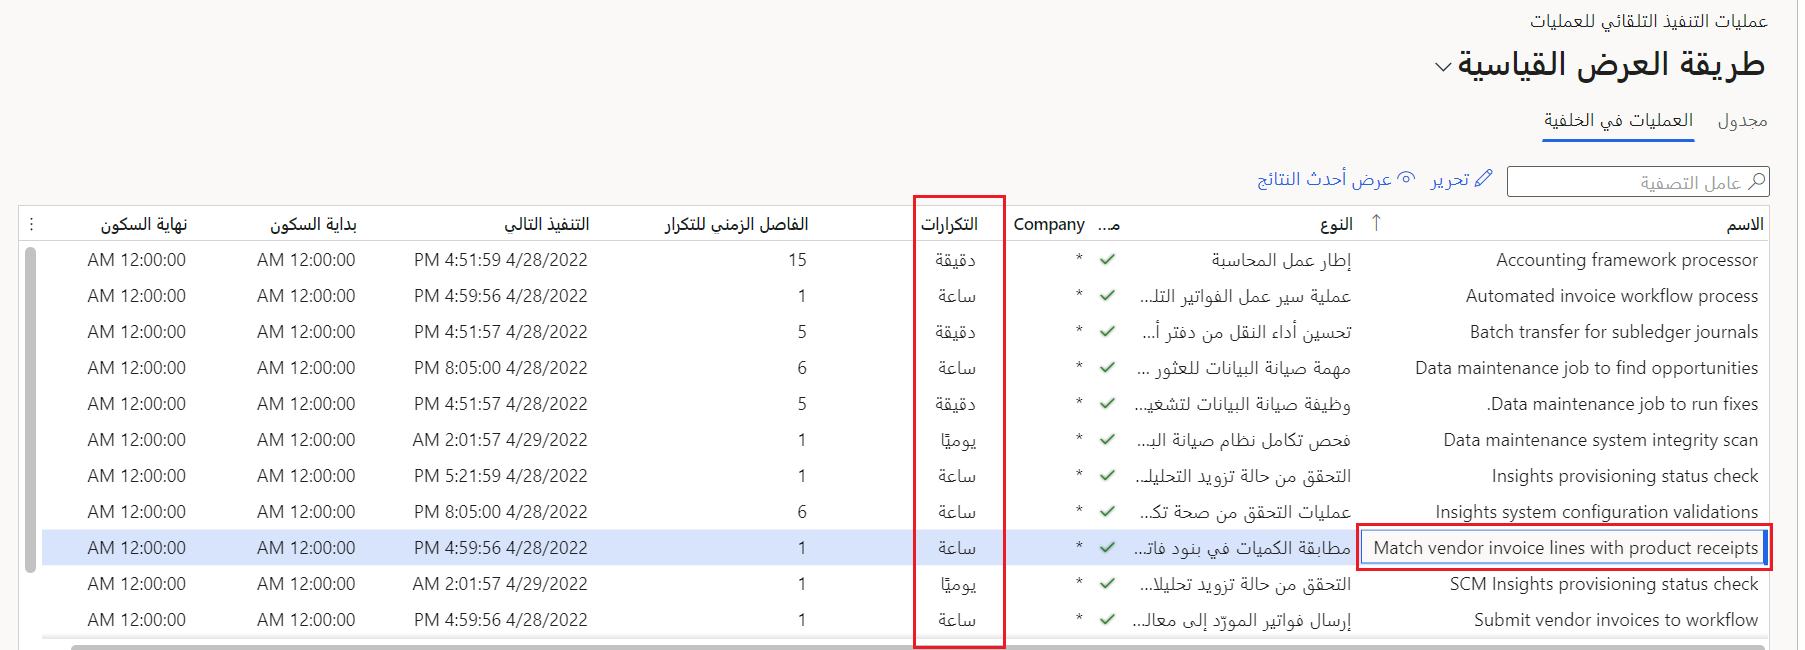 عمليات التنفيذ التلقائي للعمليات
طريقة العرض القياسية
مجدول العمليات في الخلفية
عامل التصفية تحرير عرض أحدث النتائج
الاسم النوع م... Company التكرارات الفاصل الزمني للتكرار التنفيذ التالي بداية السكون نهاية السكون
Accounting framework processor إطار عمل المحاسبة * دقيقة 15 4/28/2022 4:51:59 PM 12:00:00 AM 12:00:00 AM
Automated invoice workflow process عملية سير عمل الفواتير التلـ... * ساعة 1 4/28/2022 4:59:56 PM 12:00:00 AM 12:00:00 AM
Batch transfer for subledger journals تحسين أداء النقل من دفتر أ... * دقيقة 5 4/28/2022 4:51:57 PM 12:00:00 AM 12:00:00 AM
Data maintenance job to find opportunities مهمة صيانة البيانات للعثور ... * ساعة 6 4/28/2022 8:05:00 PM 12:00:00 AM 12:00:00 AM
Data maintenance job to run fixes. وظيفة صيانة البيانات لتشغيـ... * دقيقة 5 4/28/2022 4:51:57 PM 12:00:00 AM 12:00:00 AM
Data maintenance system integrity scan فحص تكامل نظام صيانة البـ... * يوميًا 1 4/29/2022 2:01:57 AM 12:00:00 AM 12:00:00 AM
Insights provisioning status check التحقق من حالة تزويد التحليلـ... * ساعة 1 4/28/2022 5:21:59 PM 12:00:00 AM 12:00:00 AM
Insights system configuration validations عمليات التحقق من صحة تكـ... * ساعة 6 4/28/2022 8:05:00 PM 12:00:00 AM 12:00:00 AM
Match vendor invoice lines with product receipts مطابقة الكميات في بنود فاتـ... * ساعة 1 4/28/2022 4:59:56 PM 12:00:00 AM 12:00:00 AM
SCM Insights provisioning status check التحقق من حالة تزويد تحليلا... * يوميًا 1 4/29/2022 2:01:57 AM 12:00:00 AM 12:00:00 AM
Submit vendor invoices to workflow إرسال فواتير المورّد إلى معالـ... * ساعة 1 4/28/2022 4:59:56 PM 12:00:00 AM 12:00:00 AM